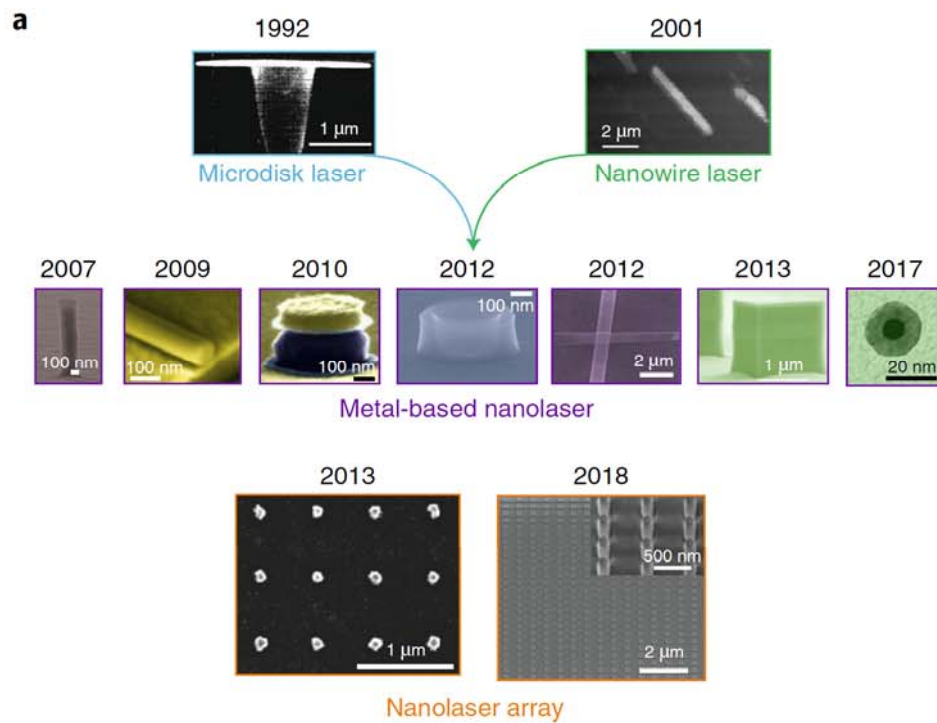 a
1992
2001
1 µm
2 µm
Microdisk laser
Nanowire laser
2007
2009
2010
2012
2012
2013
2017
100 nm
100 nm
100 nm
100 nm
2 µm
1 µm
20 nm
Metal-based nanolaser
2013
2018
500 nm
1 µm
2 µm
Nanolaser array